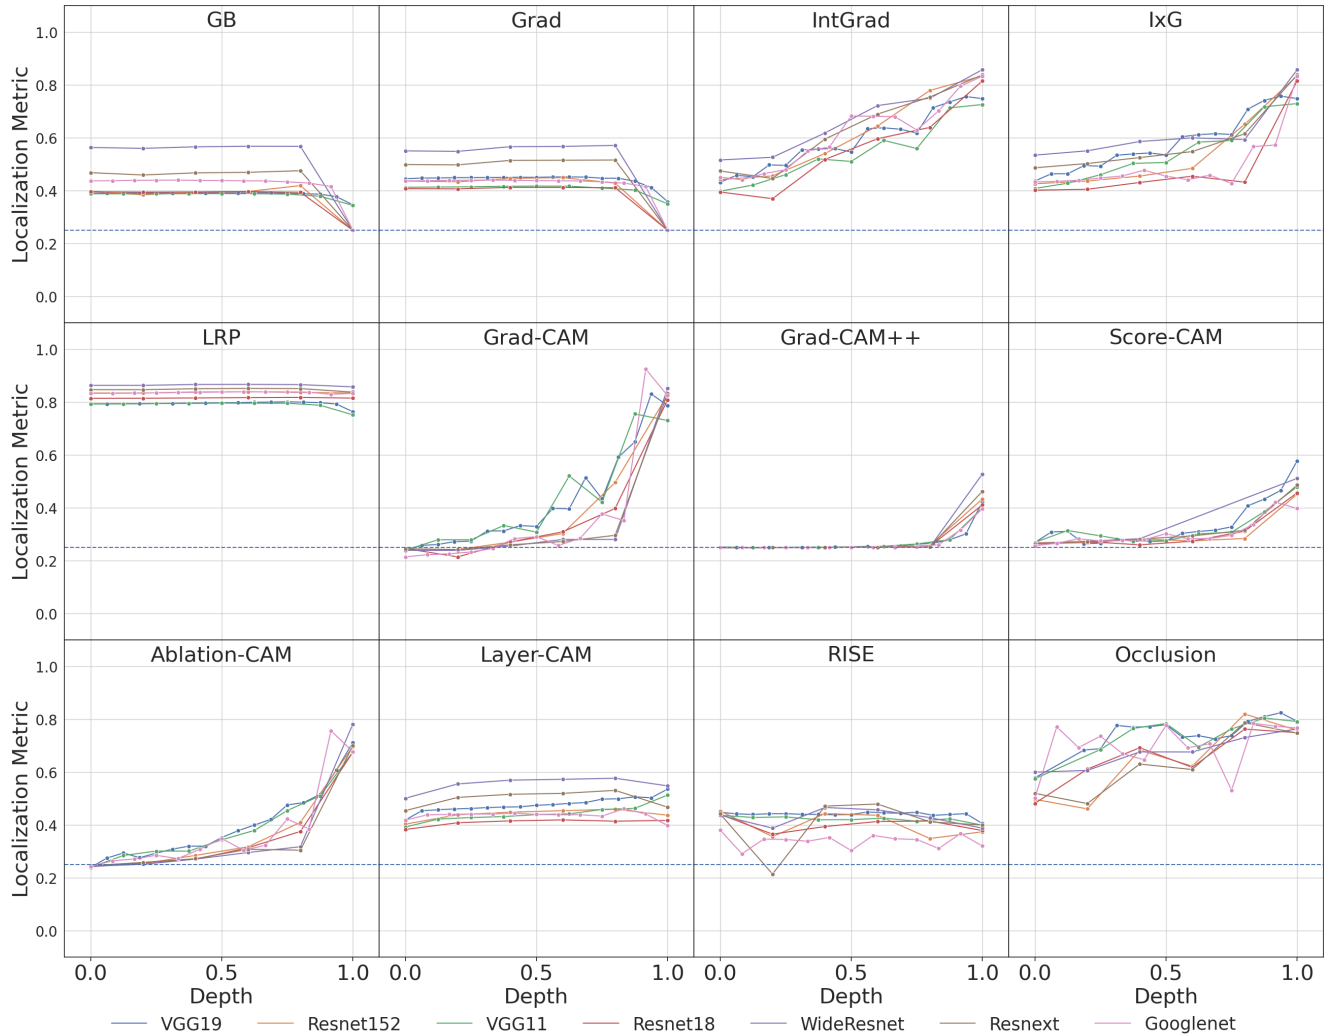 GB Grad IntGrad IxG
1.0
0.8
0.6
0.4
0.2
0.0
Localization Metric
LRP Grad-CAM Grad-CAM++ Score-CAM
1.0
0.8
0.6
0.4
0.2
0.0
Localization Metric
Ablation-CAM Layer-CAM RISE Occlusion
1.0
0.8
0.6
0.4
0.2
0.0
Localization Metric
0.0 0.5 1.0 0.0 0.5 1.0 0.0 0.5 1.0 0.0 0.5 1.0
Depth Depth Depth Depth
VGG19 Resnet152 VGG11 Resnet18 WideResnet Resnext Googlenet